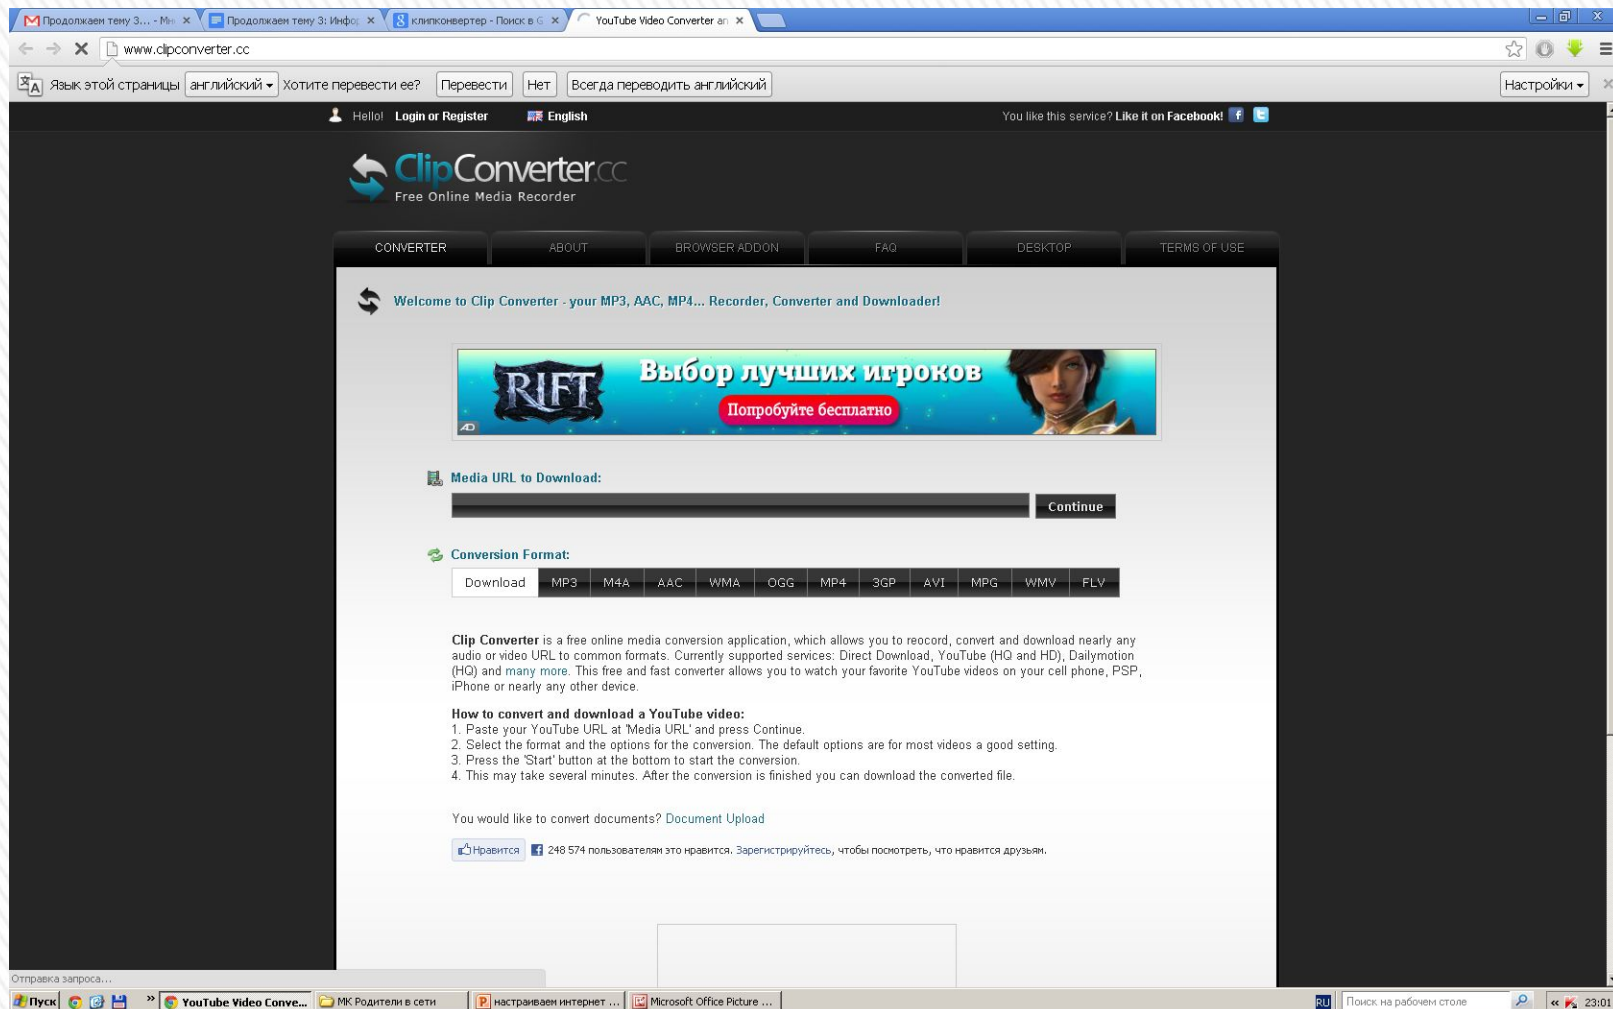 Продолжаем тему 3... - Мн
Продолжаем тему 3: Инфор
клипконвертер - Поиск в G
YouTube Video Converter an
www.clipconverter.cc
Язык этой страницы английский Хотите перевести ее? Перевести Нет Всегда переводить английский Настройки
Hello! Login or Register English You like this service? Like it on Facebook!
ClipConverter.cc
Free Online Media Recorder
CONVERTER ABOUT BROWSER ADDON FAQ DESKTOP TERMS OF USE
Welcome to Clip Converter - your MP3, AAC, MP4... Recorder, Converter and Downloader!
RIFT
Выбор лучших игроков
Попробуйте бесплатно
AD
Media URL to Download:
Continue
Conversion Format:
Download MP3 M4A AAC WMA OGG MP4 3GP AVI MPG WMV FLV
Clip Converter is a free online media conversion application, which allows you to reocord, convert and download nearly any
audio or video URL to common formats. Currently supported services: Direct Download, YouTube (HQ and HD), Dailymotion
(HQ) and many more. This free and fast converter allows you to watch your favorite YouTube videos on your cell phone, PSP,
iPhone or nearly any other device.
How to convert and download a YouTube video:
1. Paste your YouTube URL at 'Media URL' and press Continue.
2. Select the format and the options for the conversion. The default options are for most videos a good setting.
3. Press the 'Start' button at the bottom to start the conversion.
4. This may take several minutes. After the conversion is finished you can download the converted file.
You would like to convert documents? Document Upload
Нравится 248 574 пользователям это нравится. Зарегистрируйтесь, чтобы посмотреть, что нравится друзьям.
Отправка запроса...
Пуск » YouTube Video Conve... МК Родители в сети настраиваем интернет ... Microsoft Office Picture ... RU Поиск на рабочем столе « 23:01